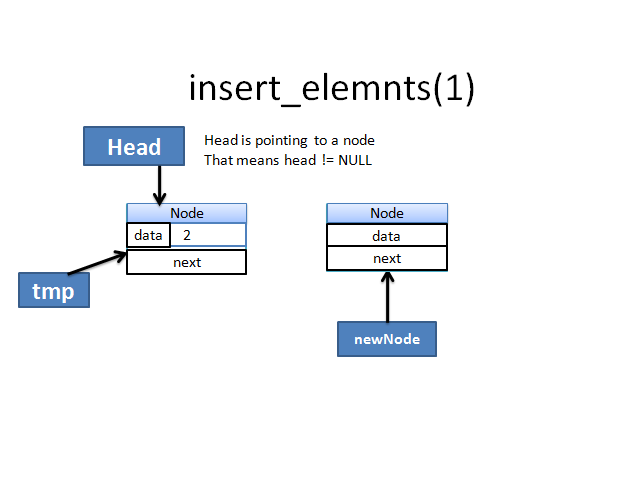 insert_elemnts(1)
Head
Head is pointing to a node
That means head != NULL
Node
data 2
next
Node
data
next
tmp
newNode